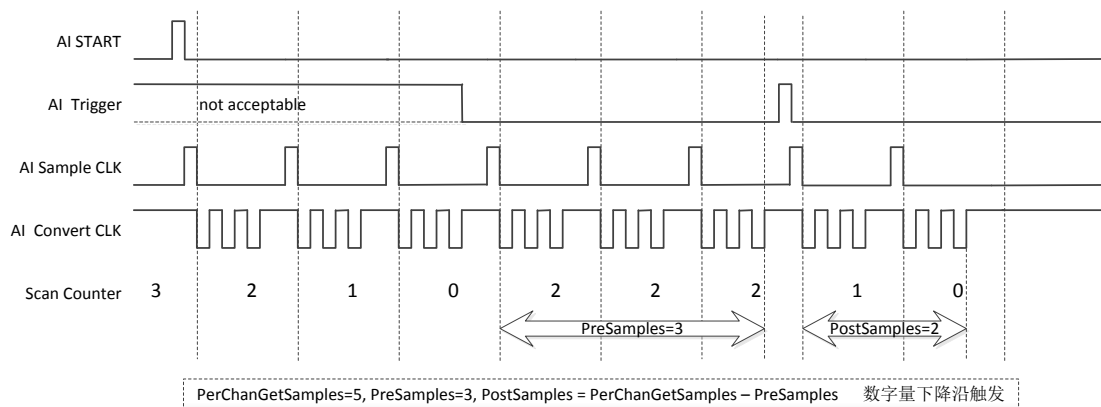 AI START
AI Trigger
not acceptable
AI Sample CLK
AI Convert CLK
Scan Counter 3 2 1 0 2 2 2 1 0
PreSamples=3 PostSamples=2
PerChanGetSamples=5, PreSamples=3, PostSamples = PerChanGetSamples – PreSamples 数字量下降沿触发